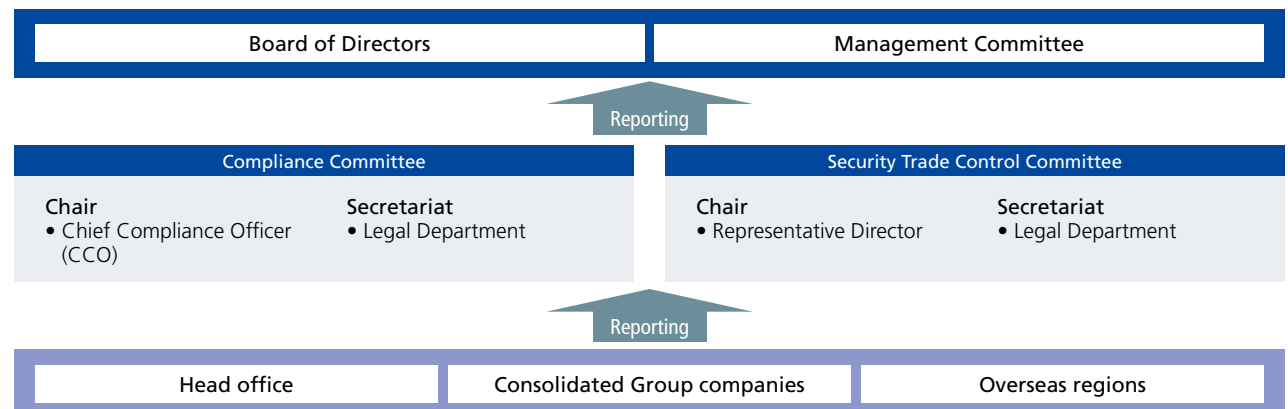 Board of Directors
Management Committee
Reporting
Compliance Committee
Chair
• Chief Compliance Officer
(CCO)
Secretariat
• Legal Department
Security Trade Control Committee
Chair
• Representative Director
Secretariat
• Legal Department
Reporting
Head office
Consolidated Group companies
Overseas regions